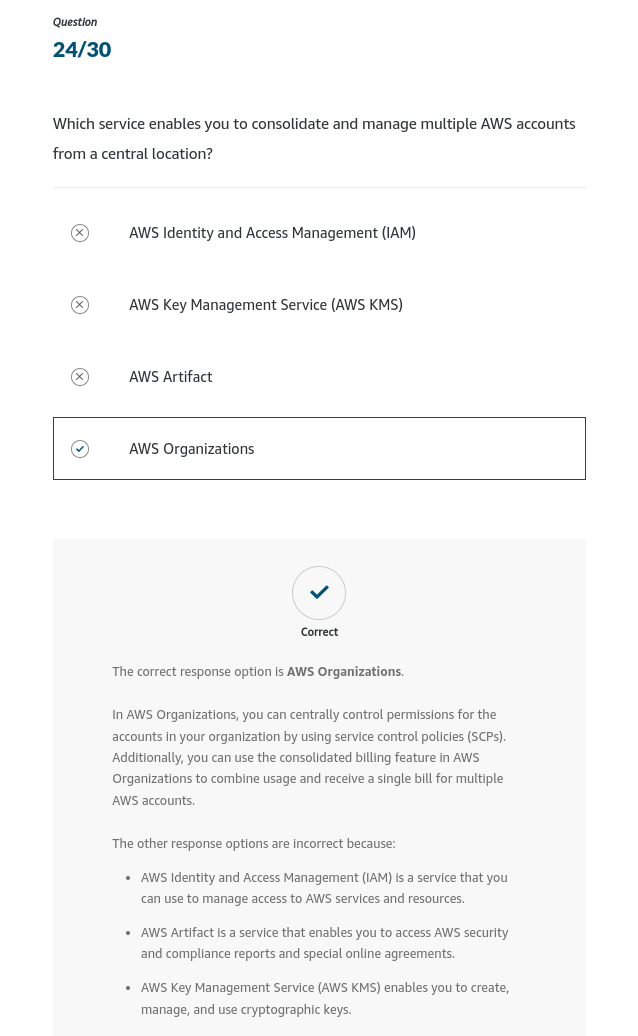 Question
24/30
Which service enables you to consolidate and manage multiple AWS accounts
from a central location?
AWS Identity and Access Management (IAM)
AWS Key Management Service (AWS KMS)
AWS Artifact
AWS Organizations
Correct
The correct response option is AWS Organizations.
In AWS Organizations, you can centrally control permissions for the
accounts in your organization by using service control policies (SCPs).
Additionally, you can use the consolidated billing feature in AWS
Organizations to combine usage and receive a single bill for multiple
AWS accounts.
The other response options are incorrect because:
• AWS Identity and Access Management (IAM) is a service that you
can use to manage access to AWS services and resources.
• AWS Artifact is a service that enables you to access AWS security
and compliance reports and special online agreements.
• AWS Key Management Service (AWS KMS) enables you to create,
manage, and use cryptographic keys.